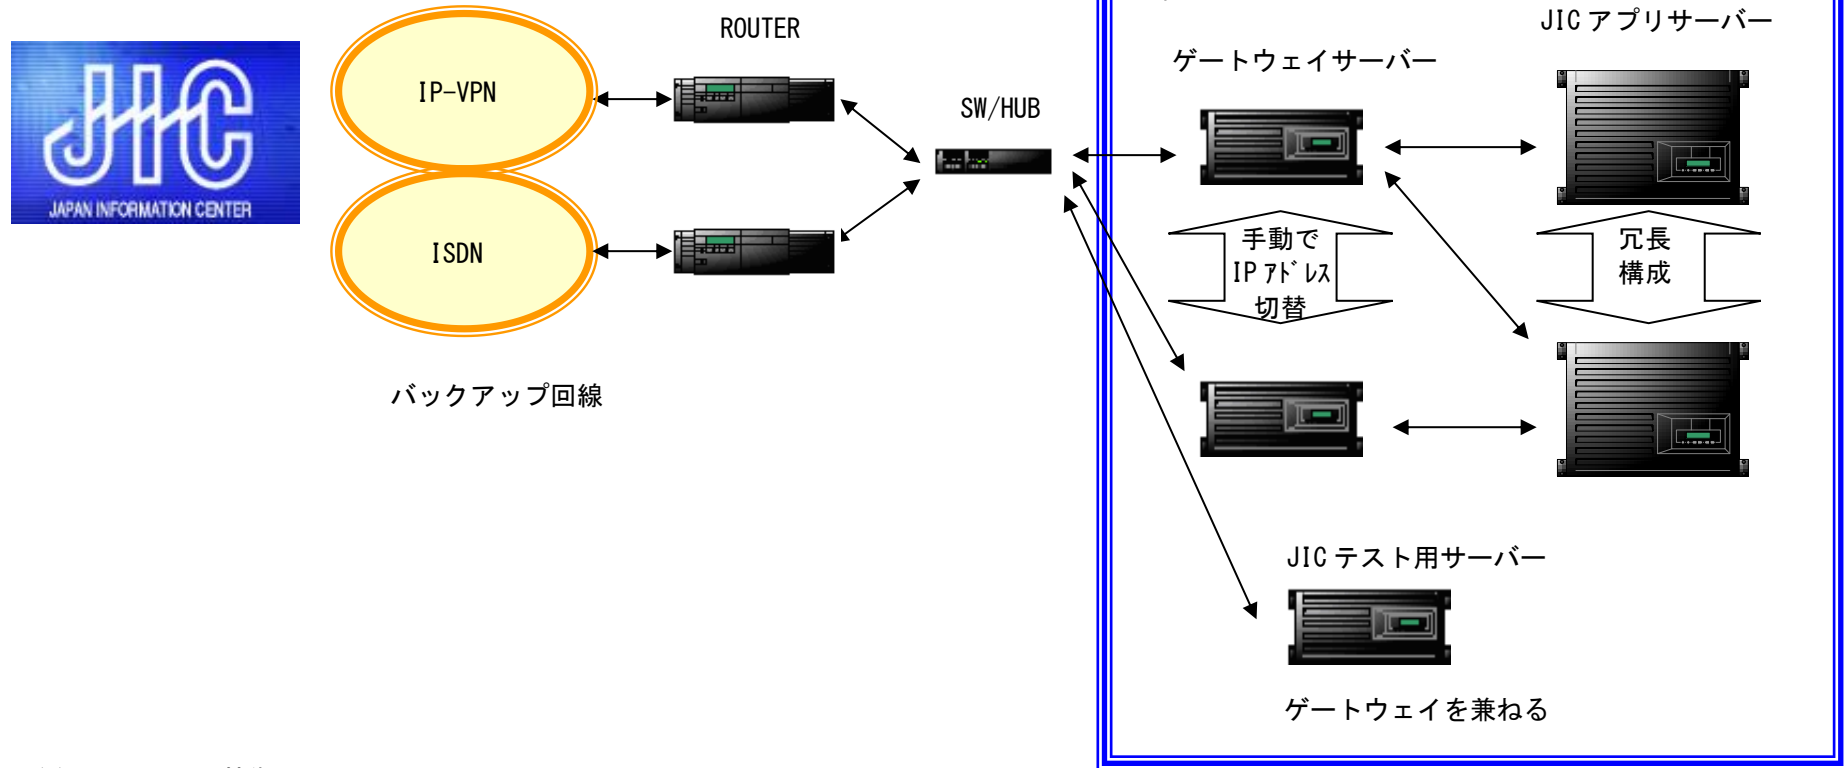 JIC
JAPAN INFORMATION CENTER
IP-VPN
ISDN
バックアップ回線
ROUTER
SW/HUB
ゲートウェイサーバー
JIC アプリサーバー
手動で
IP ｱﾄﾞﾚｽ
切替
冗長
構成
JIC テスト用サーバー
ゲートウェイを兼ねる